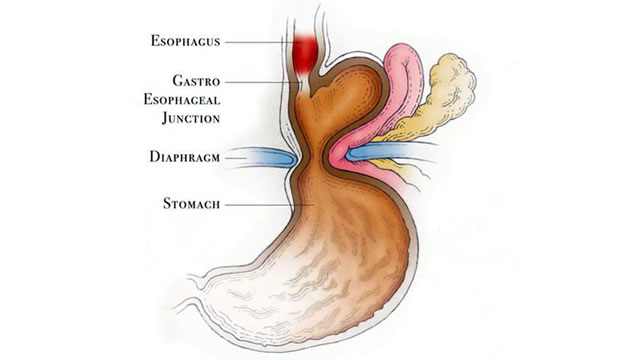 Esophagus
Gastro
Esophageal
Junction
Diaphragm
Stomach